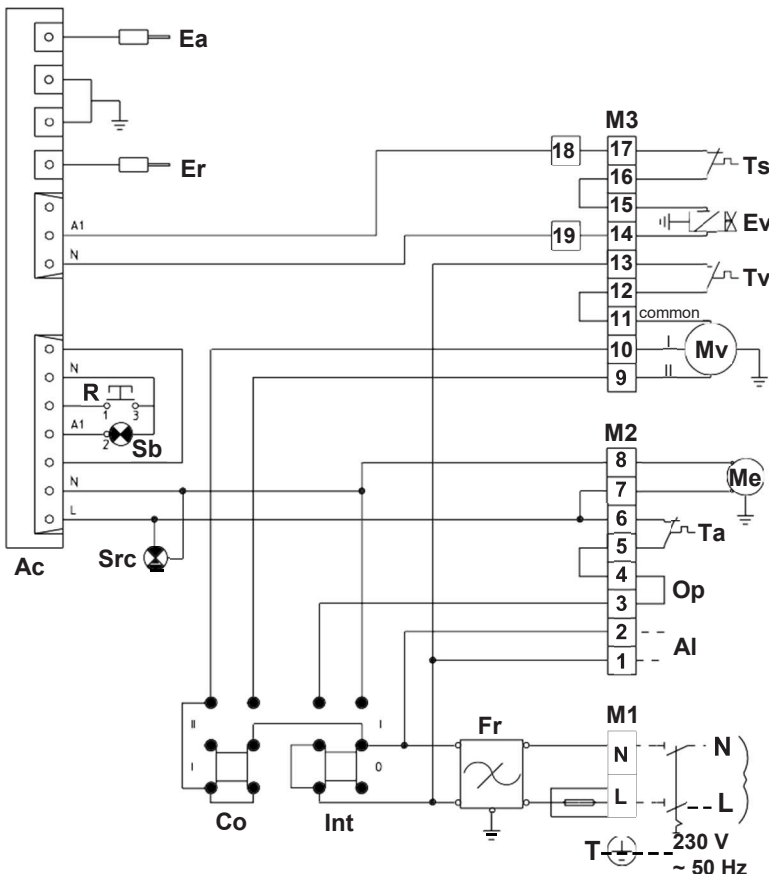 Ea
Er
M3
18 17
Ts
16
15
A1
Ev
19 14
N
13
Tv
12
11 common
I
10
Mv
II
9
N
R
1 3
A1
2
Sb
M2
8
Me
N
7
L
6
Ta
5
Src
Ac
4
Op
3
2
Al
1
II I
Fr
M1
I O
N N
L L
Co
Int
T
230 V
~ 50 Hz